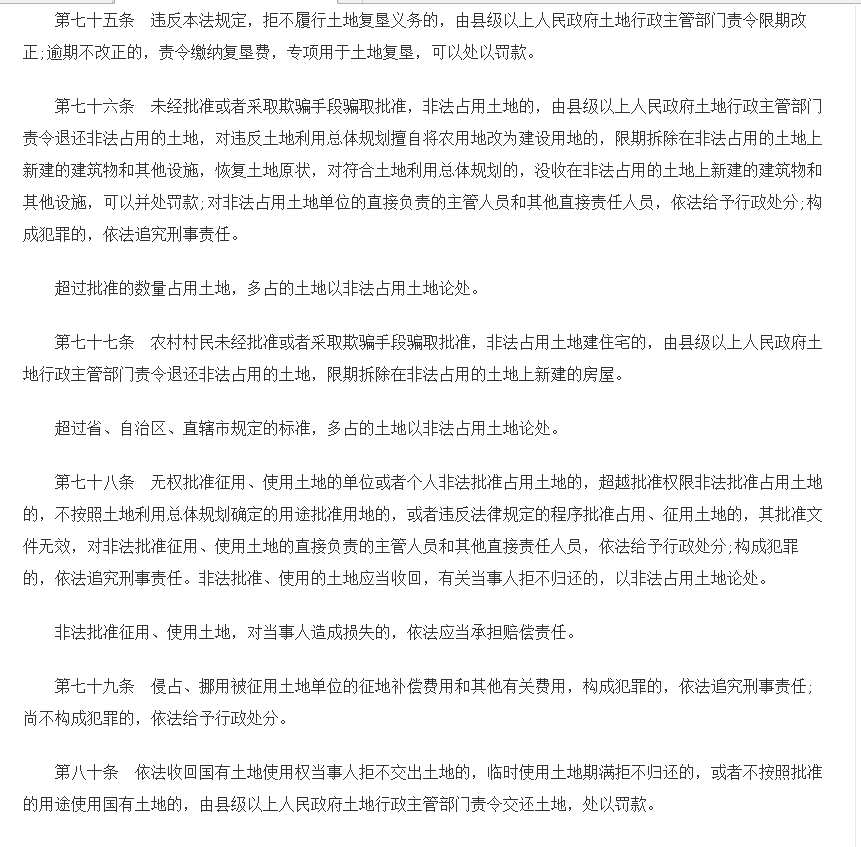 第七十五条　违反本法规定，拒不履行土地复垦义务的，由县级以上人民政府土地行政主管部门责令限期改
正;逾期不改正的，责令缴纳复垦费，专项用于土地复垦，可以处以罚款。
第七十六条　未经批准或者采取欺骗手段骗取批准，非法占用土地的，由县级以上人民政府土地行政主管部门
责令退还非法占用的土地，对违反土地利用总体规划擅自将农用地改为建设用地的，限期拆除在非法占用的土地上
新建的建筑物和其他设施，恢复土地原状，对符合土地利用总体规划的，没收在非法占用的土地上新建的建筑物和
其他设施，可以并处罚款;对非法占用土地单位的直接负责的主管人员和其他直接责任人员，依法给予行政处分;构
成犯罪的，依法追究刑事责任。
超过批准的数量占用土地，多占的土地以非法占用土地论处。
第七十七条　农村村民未经批准或者采取欺骗手段骗取批准，非法占用土地建住宅的，由县级以上人民政府土
地行政主管部门责令退还非法占用的土地，限期拆除在非法占用的土地上新建的房屋。
超过省、自治区、直辖市规定的标准，多占的土地以非法占用土地论处。
第七十八条　无权批准征用、使用土地的单位或者个人非法批准占用土地的，超越批准权限非法批准占用土地
的，不按照土地利用总体规划确定的用途批准用地的，或者违反法律规定的程序批准占用、征用土地的，其批准文
件无效，对非法批准征用、使用土地的直接负责的主管人员和其他直接责任人员，依法给予行政处分;构成犯罪
的，依法追究刑事责任。非法批准、使用的土地应当收回，有关当事人拒不归还的，以非法占用土地论处。
非法批准征用、使用土地，对当事人造成损失的，依法应当承担赔偿责任。
第七十九条　侵占、挪用被征用土地单位的征地补偿费用和其他有关费用，构成犯罪的，依法追究刑事责任;
尚不构成犯罪的，依法给予行政处分。
第八十条　依法收回国有土地使用权当事人拒不交出土地的，临时使用土地期满拒不归还的，或者不按照批准
的用途使用国有土地的，由县级以上人民政府土地行政主管部门责令交还土地，处以罚款。